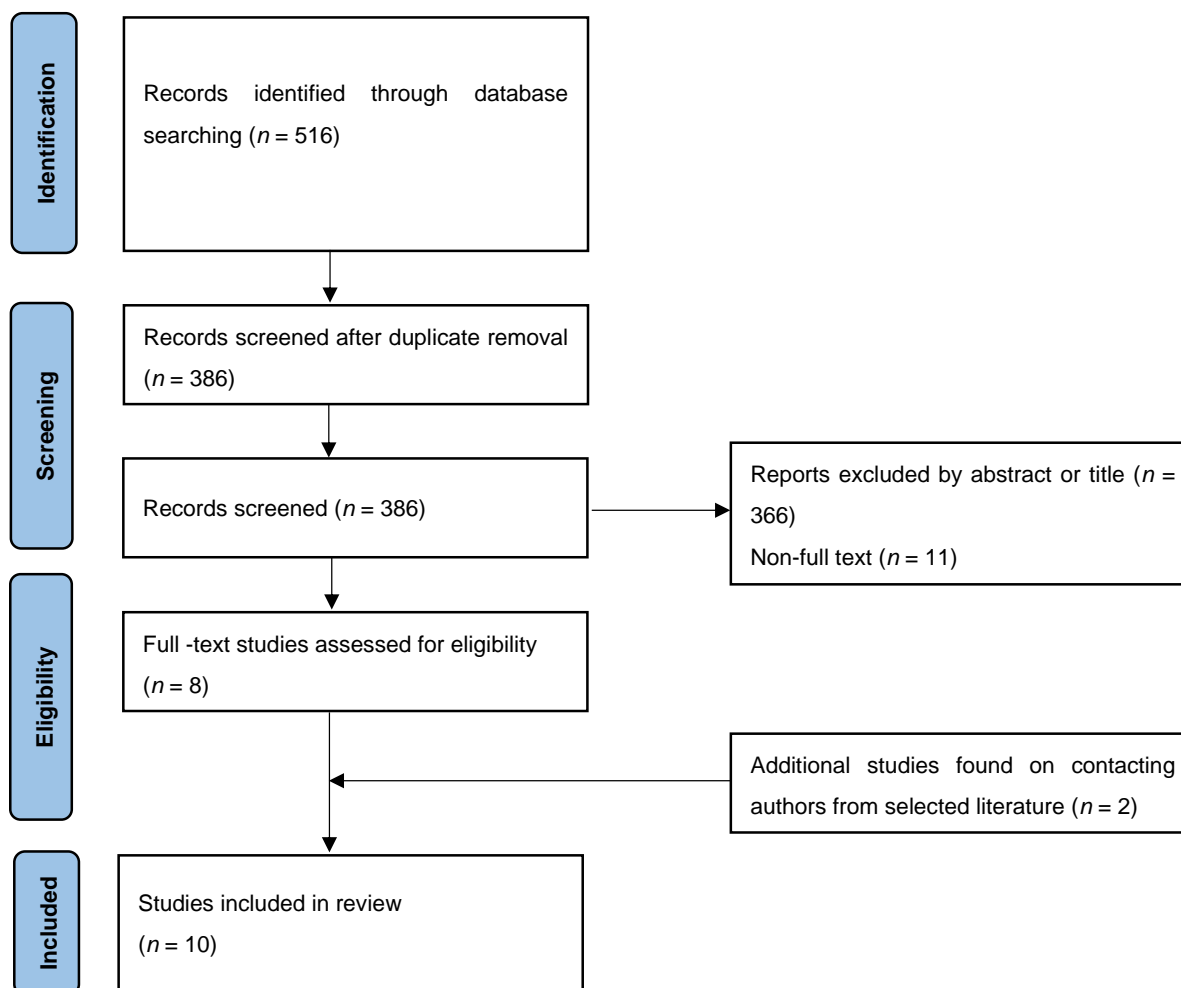 Identification
Records identified through database
searching (n = 516)
Screening
Records screened after duplicate removal
(n = 386)
Records screened (n = 386)
Reports excluded by abstract or title (n =
366)
Non-full text (n = 11)
Eligibility
Full -text studies assessed for eligibility
(n = 8)
Additional studies found on contacting
authors from selected literature (n = 2)
Included
Studies included in review
(n = 10)